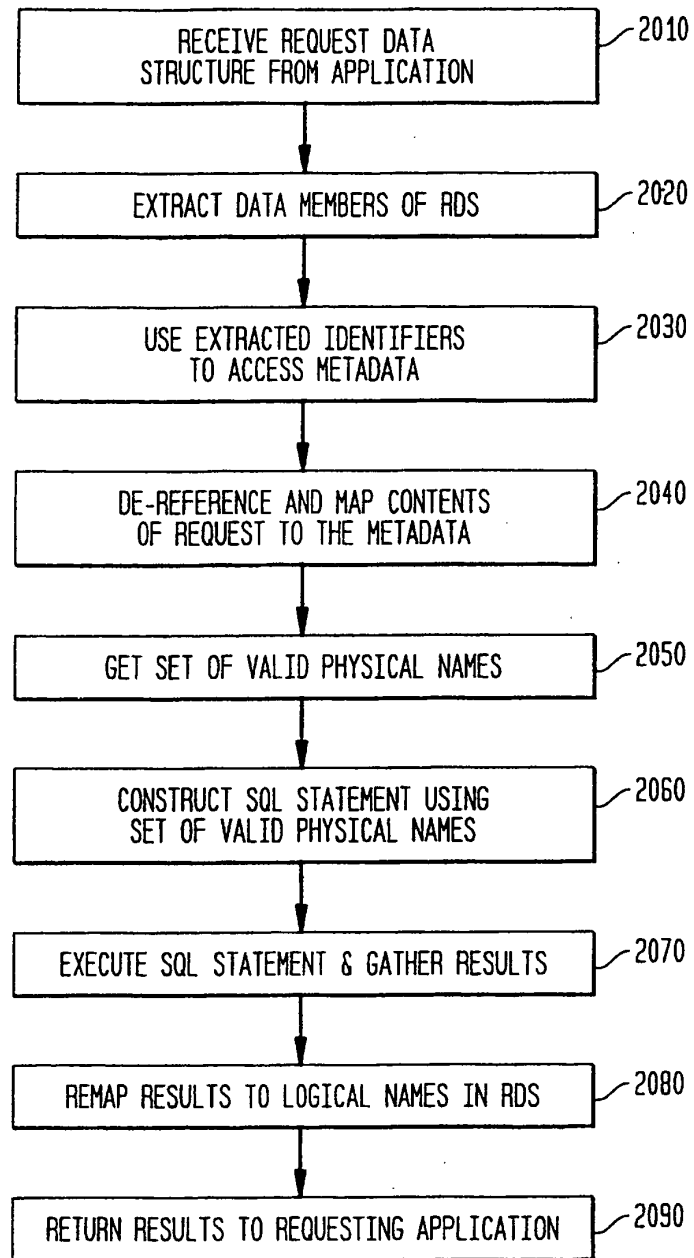 RECEIVE REQUEST DATA
STRUCTURE FROM APPLICATION
2010
EXTRACT DATA MEMBERS OF RDS
2020
USE EXTRACTED IDENTIFIERS
TO ACCESS METADATA
2030
DE-REFERENCE AND MAP CONTENTS
OF REQUEST TO THE METADATA
2040
GET SET OF VALID PHYSICAL NAMES
2050
CONSTRUCT SQL STATEMENT USING
SET OF VALID PHYSICAL NAMES
2060
EXECUTE SQL STATEMENT & GATHER RESULTS
2070
REMAP RESULTS TO LOGICAL NAMES IN RDS
2080
RETURN RESULTS TO REQUESTING APPLICATION
2090